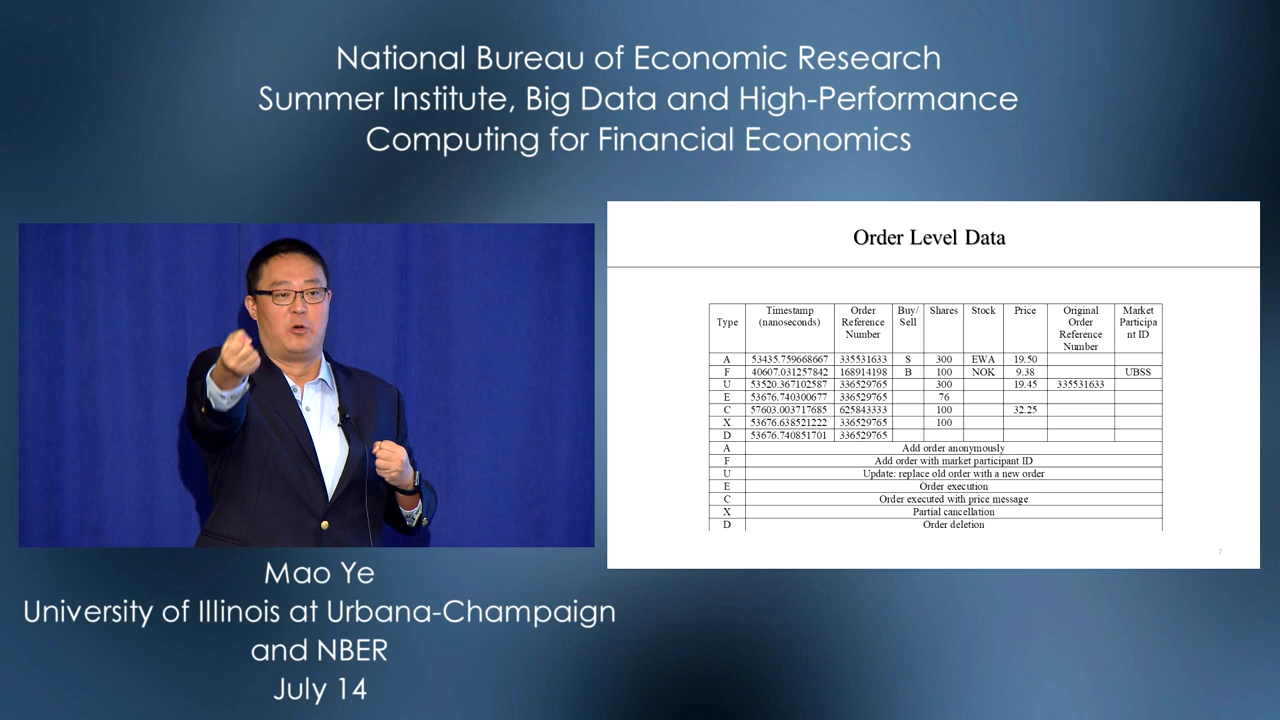 National Bureau of Economic Research
Summer Institute, Big Data and High-Performance
Computing for Financial Economics
Order Level Data
Type Timestamp (nanoseconds) Order Reference Number Buy/ Sell Shares Stock Price Original Order Reference Number Market Participa nt ID
A 53435.759668667 335531633 S 300 EWA 19.50
F 40607.031257842 168914198 B 100 NOK 9.38 UBSS
U 53520.367102587 336529765 300 19.45 335531633
E 53676.740300677 336529765 76
C 57603.003717685 625843333 100 32.25
X 53676.638521222 336529765 100
D 53676.740851701 336529765
A Add order anonymously
F Add order with market participant ID
U Update: replace old order with a new order
E Order execution
C Order executed with price message
X Partial cancellation
D Order deletion
7
Mao Ye
University of Illinois at Urbana-Champaign
and NBER
July 14